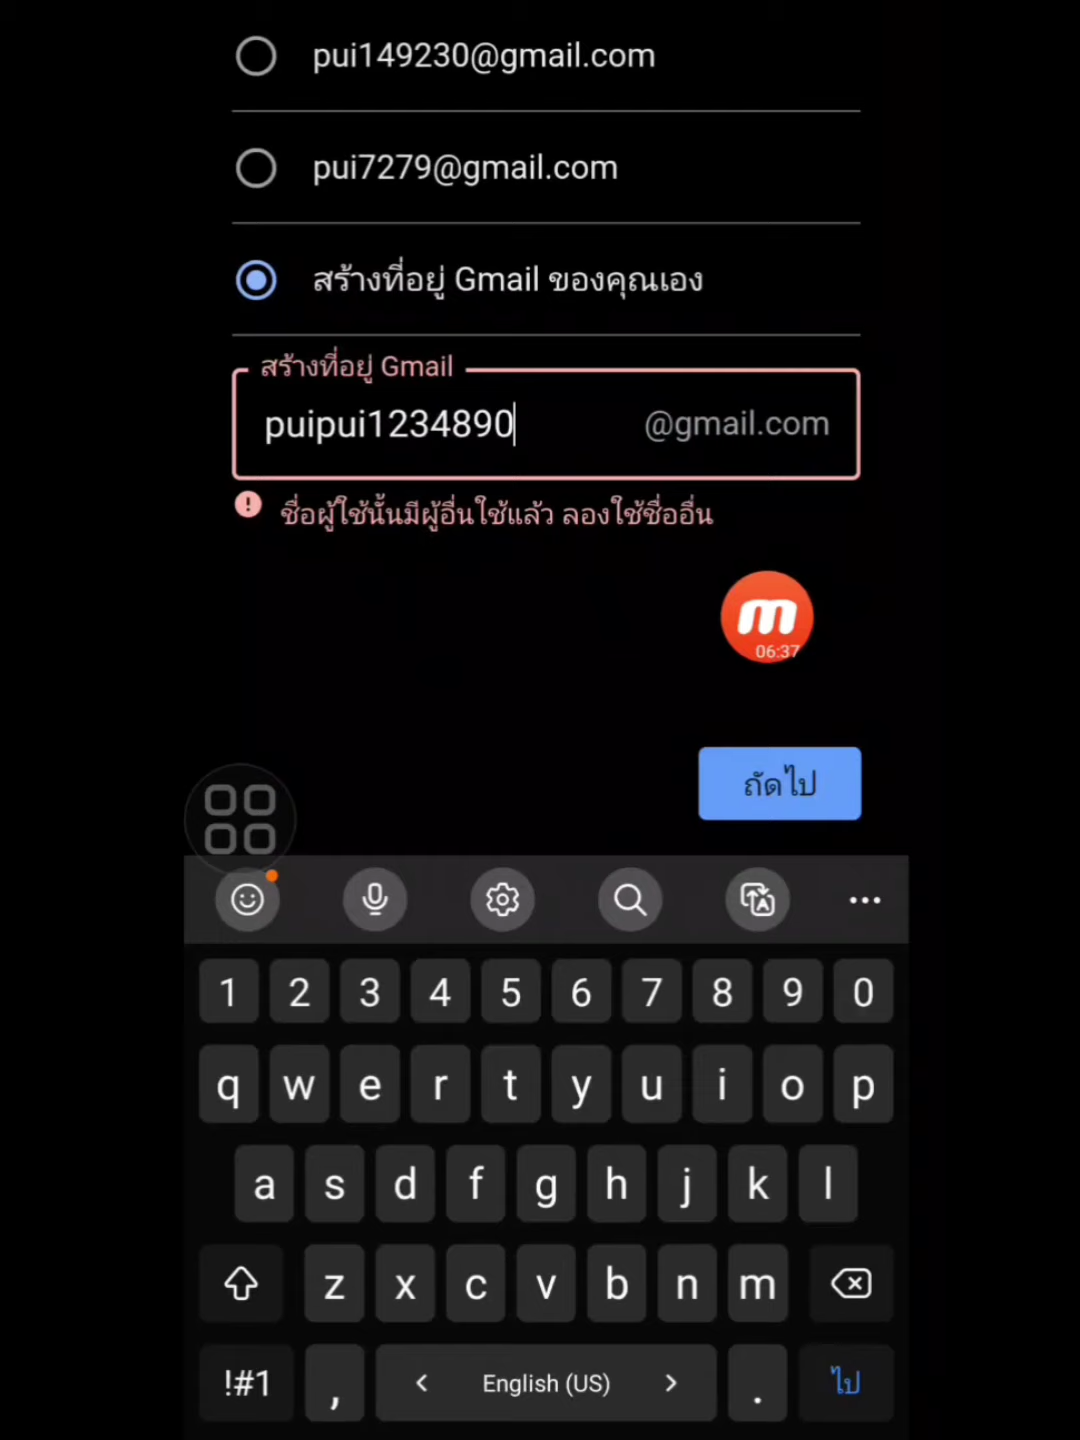 pui149230@gmail.com
pui7279@gmail.com
สร้างที่อยู่ Gmail ของคุณเอง
สร้างที่อยู่ Gmail
puipui1234890 @gmail.com
ชื่อผู้ใช้นั้นมีผู้อื่นใช้แล้ว ลองใช้ชื่ออื่น
m
06:37
ถัดไป
1 2 3 4 5 6 7 8 9 0
q w e r t y u i o p
a s d f g h j k l
z x c v b n m
!#1 , < English (US) > . ไป